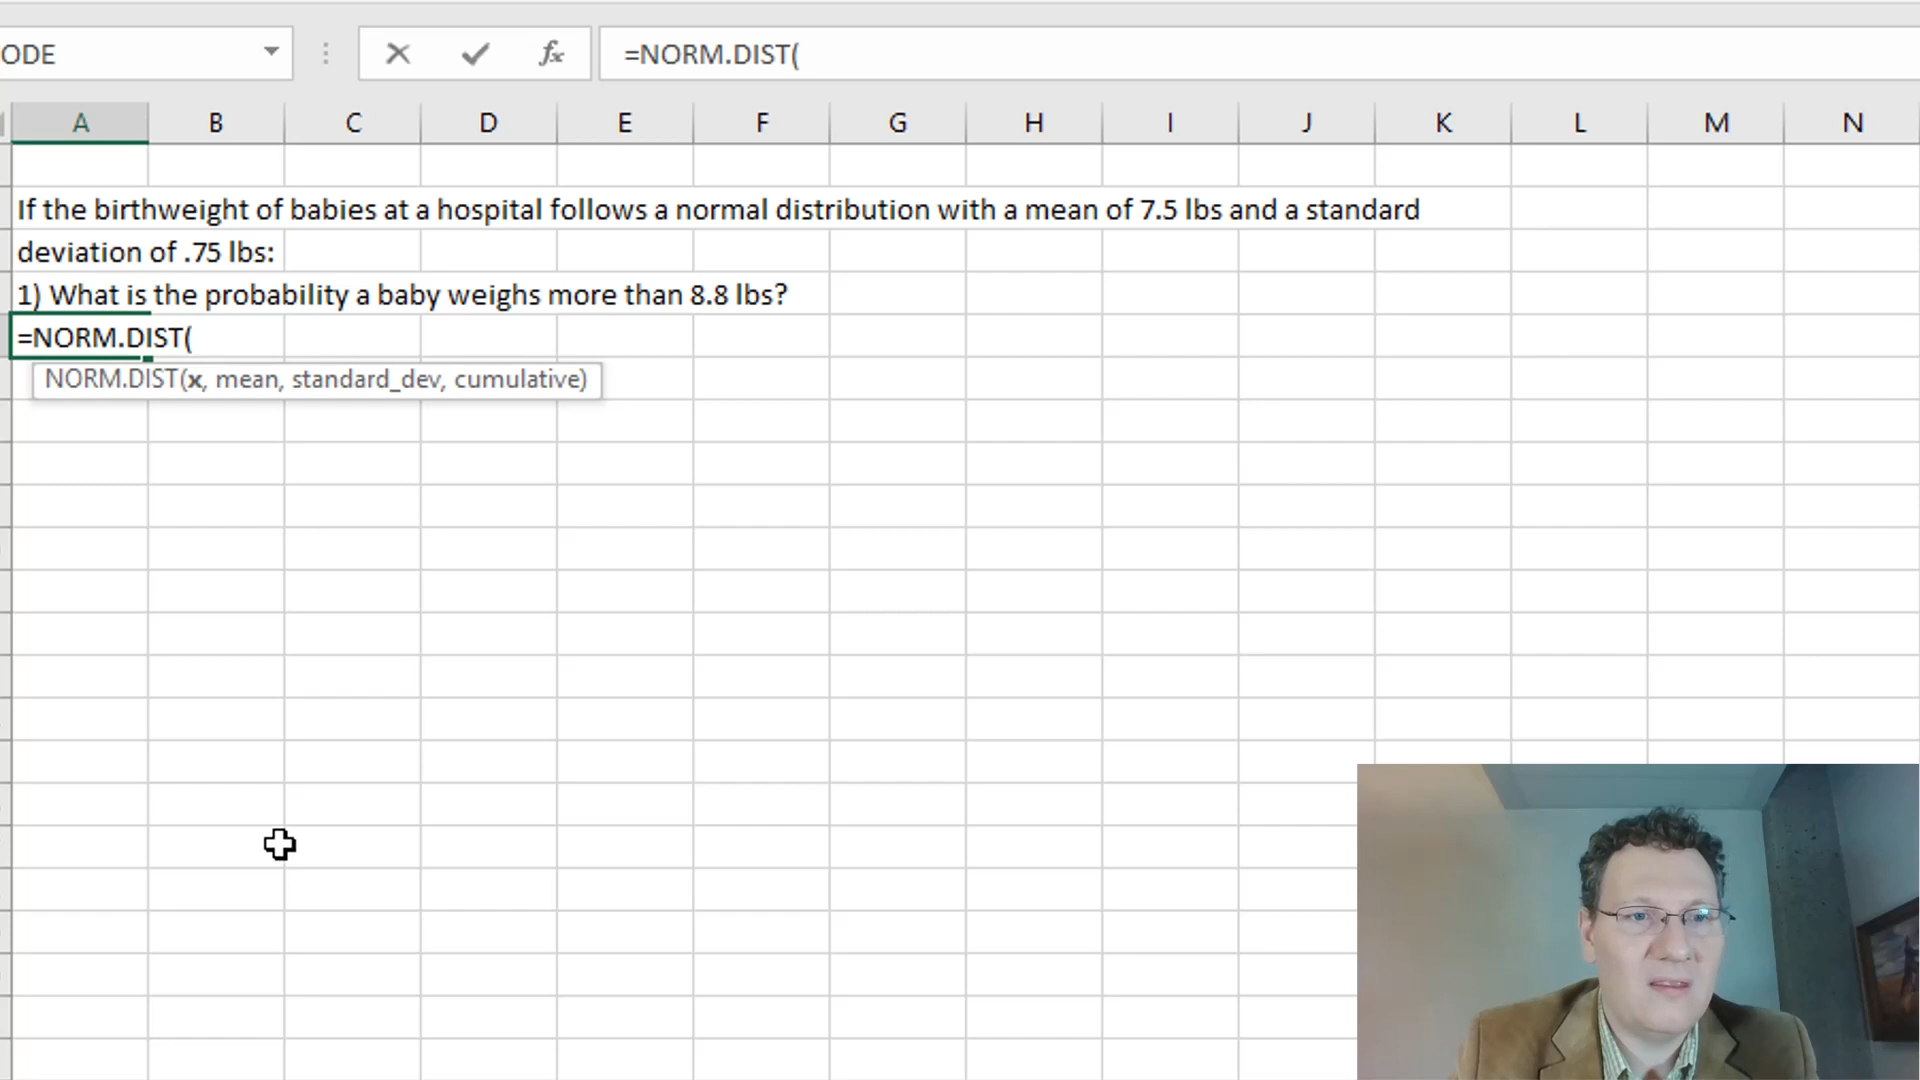 ODE
=NORM.DIST(
A B C D E F G H I J K L M N
If the birthweight of babies at a hospital follows a normal distribution with a mean of 7.5 lbs and a standard
deviation of .75 lbs:
1) What is the probability a baby weighs more than 8.8 lbs?
=NORM.DIST(
NORM.DIST(x, mean, standard_dev, cumulative)